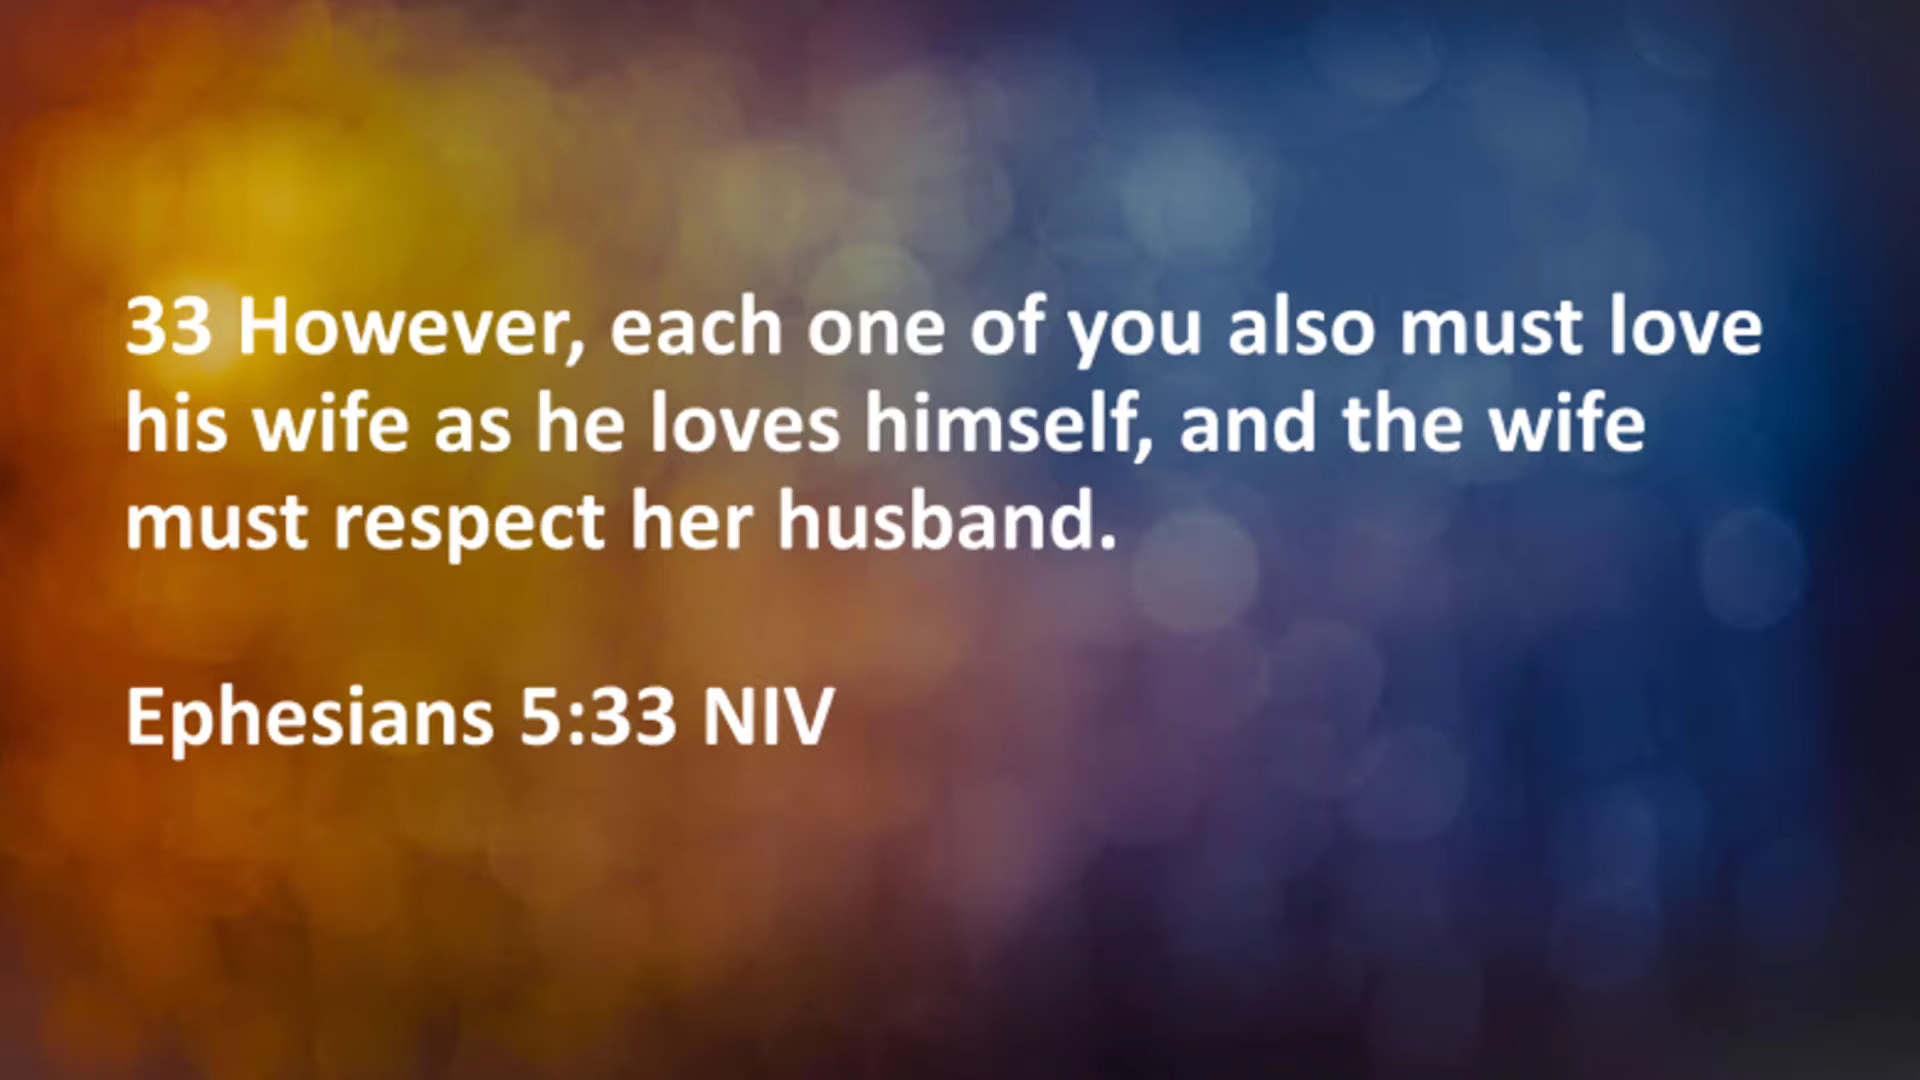 33 However, each one of you also must love
his wife as he loves himself, and the wife
must respect her husband.
Ephesians 5:33 NIV